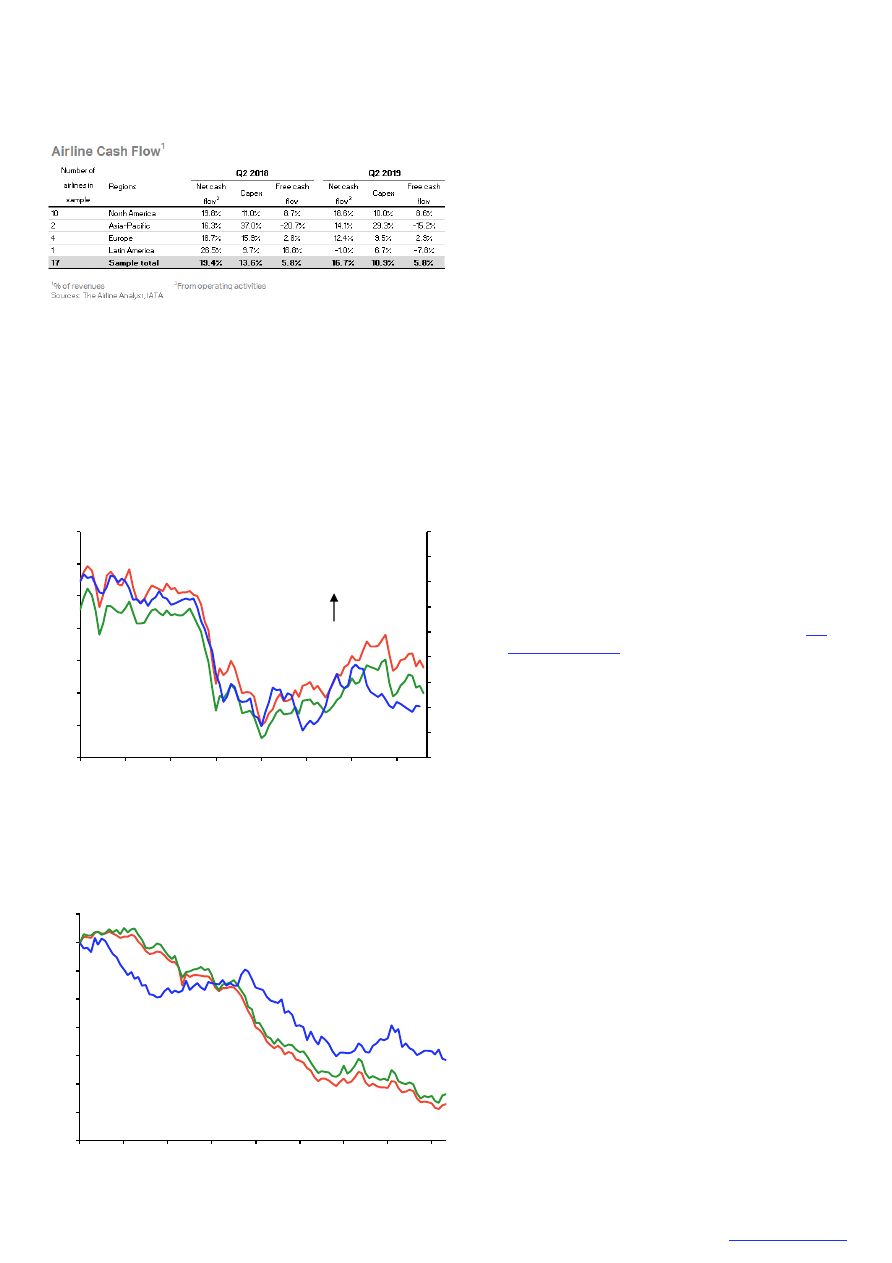 Airline Cash Flow1
Number of airlines in sample Regions Q2 2018 Q2 2019
Net cash flow2 Capex Free cash flow Net cash flow2 Capex Free cash flow
10 North America 19.8% 11.0% 8.7% 18.6% 10.0% 8.6%
2 Asia-Pacific 16.3% 37.0% -20.7% 14.1% 29.3% -15.2%
4 Europe 18.7% 15.9% 2.8% 12.4% 9.5% 2.9%
1 Latin America 26.5% 9.7% 16.8% -1.0% 6.7% -7.8%
17 Sample total 19.4% 13.6% 5.8% 16.7% 10.9% 5.8%
1% of revenues 2From operating activities
Sources: The Airline Analyst, IATA